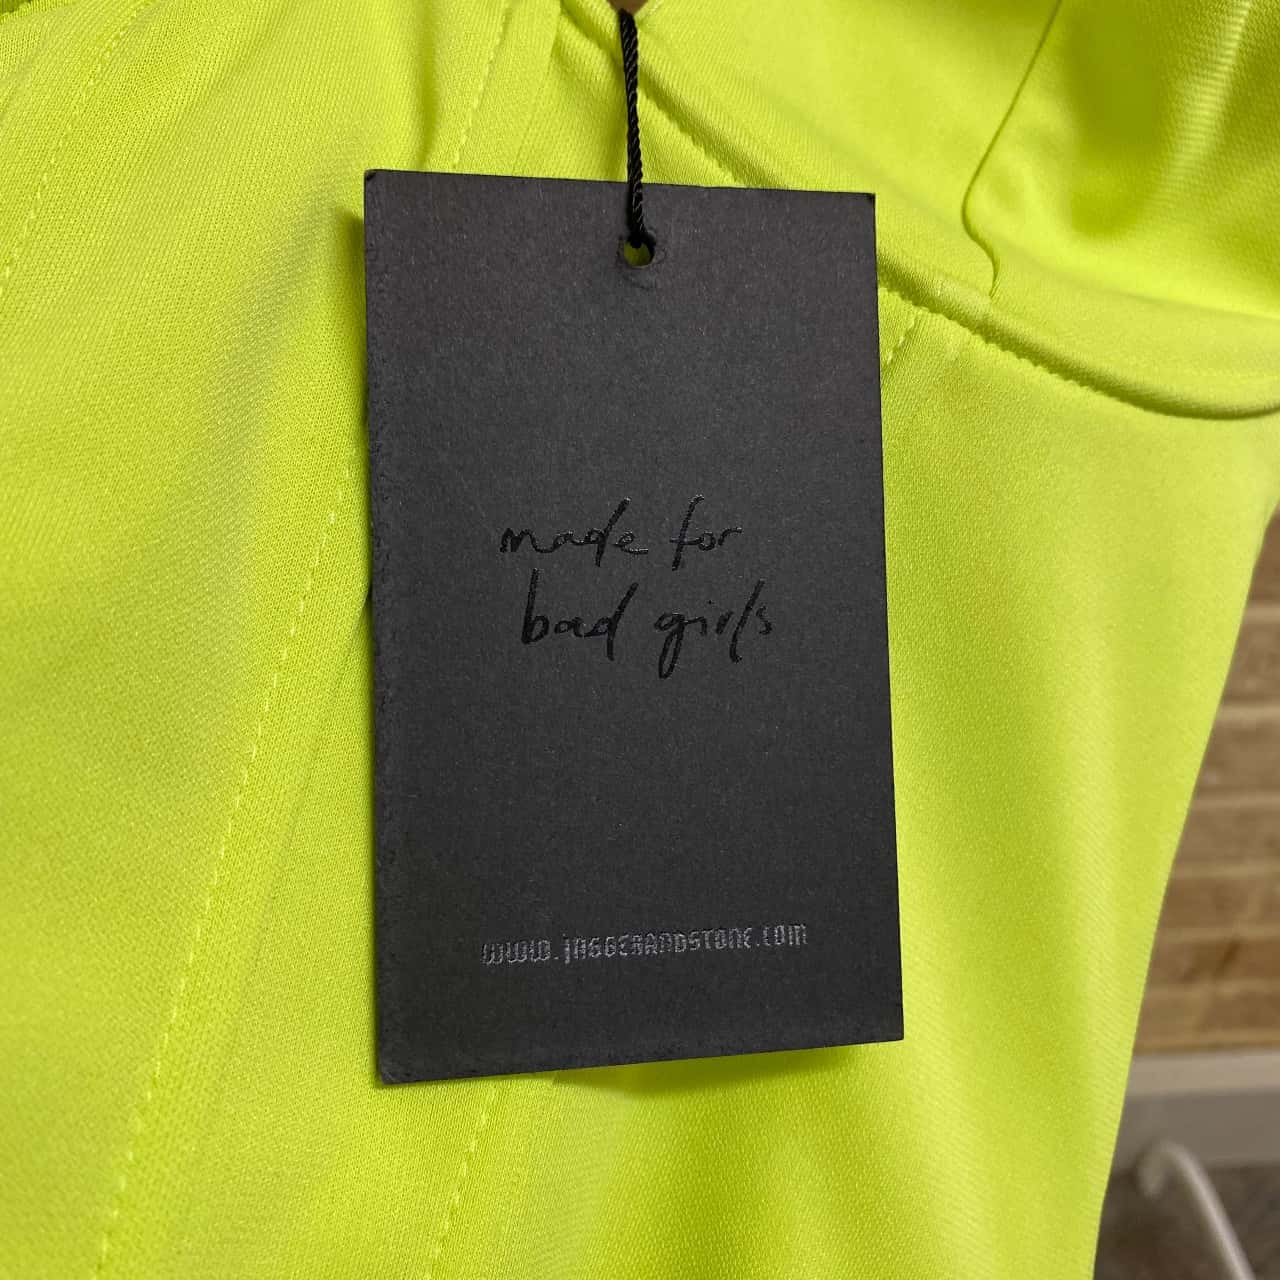 made for
bad girls
www.JAGGERANDSTONE.COM